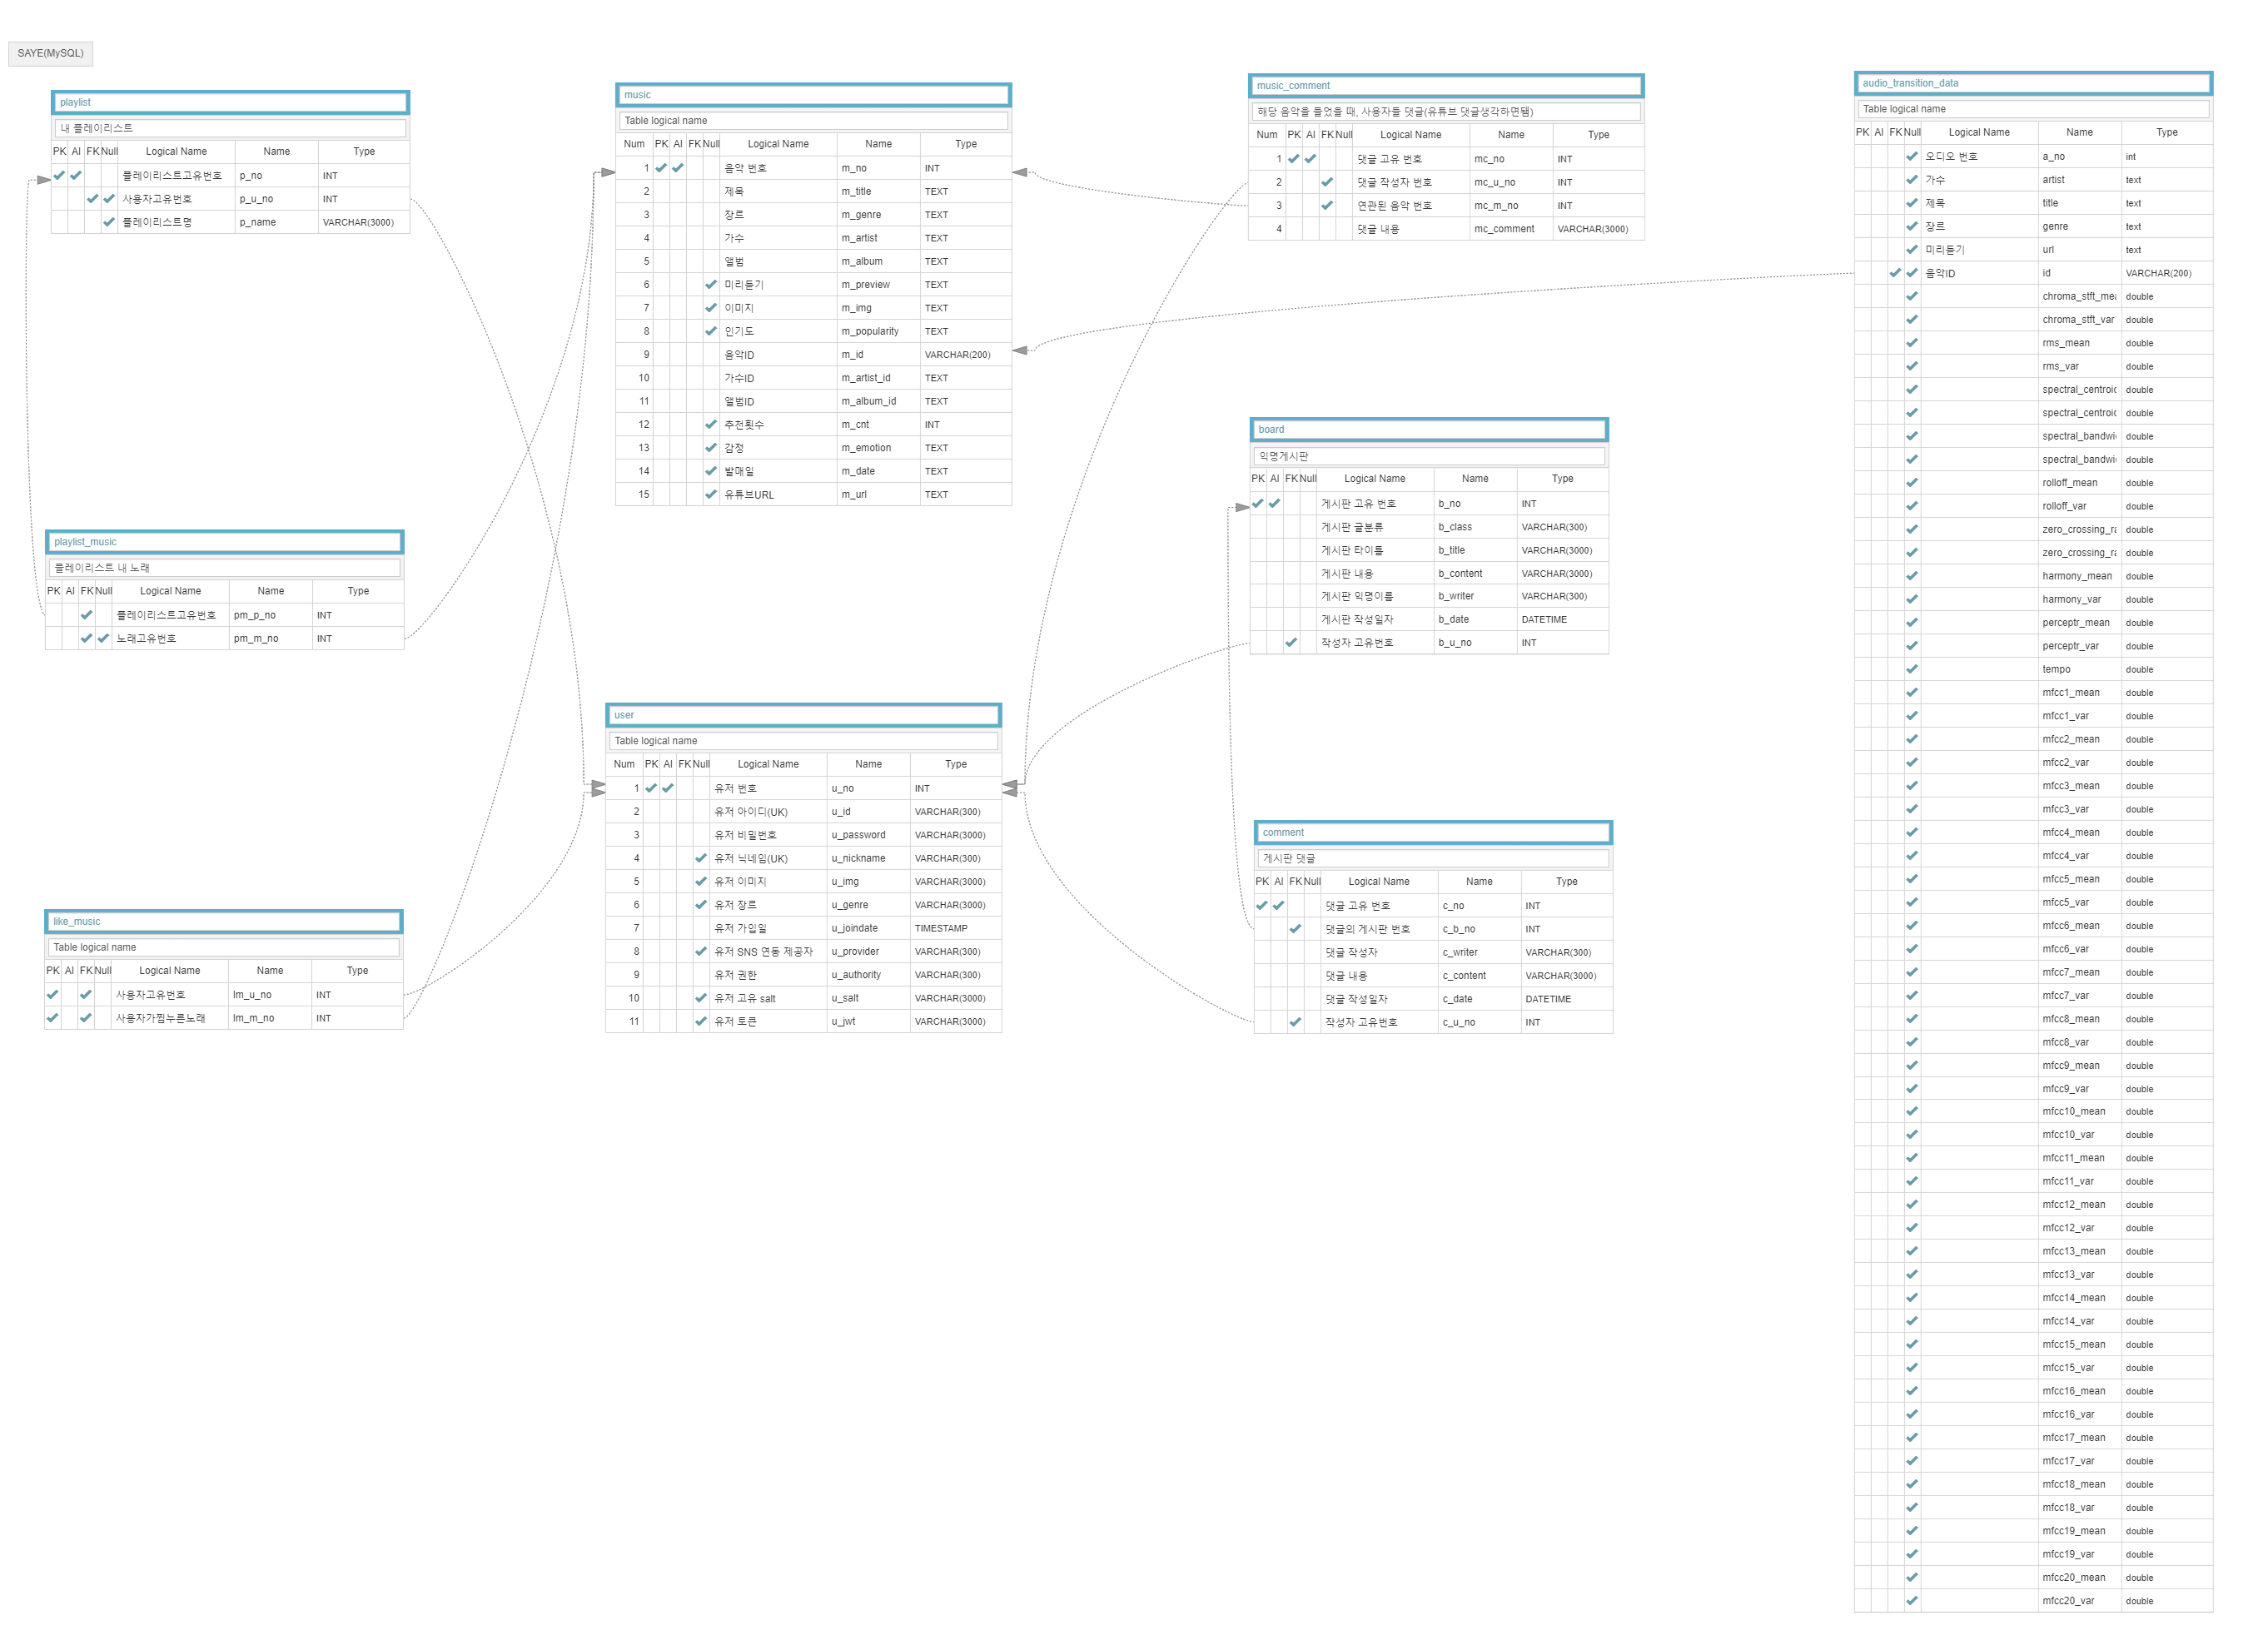 SAYE(MySQL)
playlist
내 플레이리스트
PK AI FK Null Logical Name Name Type
플레이리스트고유번호 p_no INT
사용자고유번호 p_u_no INT
플레이리스트명 p_name VARCHAR(3000)
playlist_music
플레이리스트 내 노래
PK AI FK Null Logical Name Name Type
플레이리스트고유번호 pm_p_no INT
노래고유번호 pm_m_no INT
like_music
Table logical name
PK AI FK Null Logical Name Name Type
사용자고유번호 lm_u_no INT
사용자가찜누른노래 lm_m_no INT
music
Table logical name
Num PK AI FK Null Logical Name Name Type
1 음악 번호 m_no INT
2 제목 m_title TEXT
3 장르 m_genre TEXT
4 가수 m_artist TEXT
5 앨범 m_album TEXT
6 미리듣기 m_preview TEXT
7 이미지 m_img TEXT
8 인기도 m_popularity TEXT
9 음악ID m_id VARCHAR(200)
10 가수ID m_artist_id TEXT
11 앨범ID m_album_id TEXT
12 추천횟수 m_cnt INT
13 감정 m_emotion TEXT
14 발매일 m_date TEXT
15 유튜브URL m_url TEXT
user
Table logical name
Num PK AI FK Null Logical Name Name Type
1 유저 번호 u_no INT
2 유저 아이디(UK) u_id VARCHAR(300)
3 유저 비밀번호 u_password VARCHAR(3000)
4 유저 닉네임(UK) u_nickname VARCHAR(300)
5 유저 이미지 u_img VARCHAR(3000)
6 유저 장르 u_genre VARCHAR(3000)
7 유저 가입일 u_joindate TIMESTAMP
8 유저 SNS 연동 제공자 u_provider VARCHAR(300)
9 유저 권한 u_authority VARCHAR(300)
10 유저 고유 salt u_salt VARCHAR(3000)
11 유저 토큰 u_jwt VARCHAR(3000)
music_comment
해당 음악을 들었을 때, 사용자들 댓글(유튜브 댓글생각하면됌)
Num PK AI FK Null Logical Name Name Type
1 댓글 고유 번호 mc_no INT
2 댓글 작성자 번호 mc_u_no INT
3 연관된 음악 번호 mc_m_no INT
4 댓글 내용 mc_comment VARCHAR(3000)
board
익명게시판
PK AI FK Null Logical Name Name Type
게시판 고유 번호 b_no INT
게시판 글분류 b_class VARCHAR(300)
게시판 타이틀 b_title VARCHAR(3000)
게시판 내용 b_content VARCHAR(3000)
게시판 익명이름 b_writer VARCHAR(300)
게시판 작성일자 b_date DATETIME
작성자 고유번호 b_u_no INT
comment
게시판 댓글
PK AI FK Null Logical Name Name Type
댓글 고유 번호 c_no INT
댓글의 게시판 번호 c_b_no INT
댓글 작성자 c_writer VARCHAR(300)
댓글 내용 c_content VARCHAR(3000)
댓글 작성일자 c_date DATETIME
작성자 고유번호 c_u_no INT
audio_transition_data
Table logical name
PK AI FK Null Logical Name Name Type
오디오 번호 a_no int
가수 artist text
제목 title text
장르 genre text
미리듣기 url text
음악ID id VARCHAR(200)
chroma_stft_mea double
chroma_stft_var double
rms_mean double
rms_var double
spectral_centroid double
spectral_centroid double
spectral_bandwi double
spectral_bandwi double
rolloff_mean double
rolloff_var double
zero_crossing_ra double
zero_crossing_ra double
harmony_mean double
harmony_var double
perceptr_mean double
perceptr_var double
tempo double
mfcc1_mean double
mfcc1_var double
mfcc2_mean double
mfcc2_var double
mfcc3_mean double
mfcc3_var double
mfcc4_mean double
mfcc4_var double
mfcc5_mean double
mfcc5_var double
mfcc6_mean double
mfcc6_var double
mfcc7_mean double
mfcc7_var double
mfcc8_mean double
mfcc8_var double
mfcc9_mean double
mfcc9_var double
mfcc10_mean double
mfcc10_var double
mfcc11_mean double
mfcc11_var double
mfcc12_mean double
mfcc12_var double
mfcc13_mean double
mfcc13_var double
mfcc14_mean double
mfcc14_var double
mfcc15_mean double
mfcc15_var double
mfcc16_mean double
mfcc16_var double
mfcc17_mean double
mfcc17_var double
mfcc18_mean double
mfcc18_var double
mfcc19_mean double
mfcc19_var double
mfcc20_mean double
mfcc20_var double